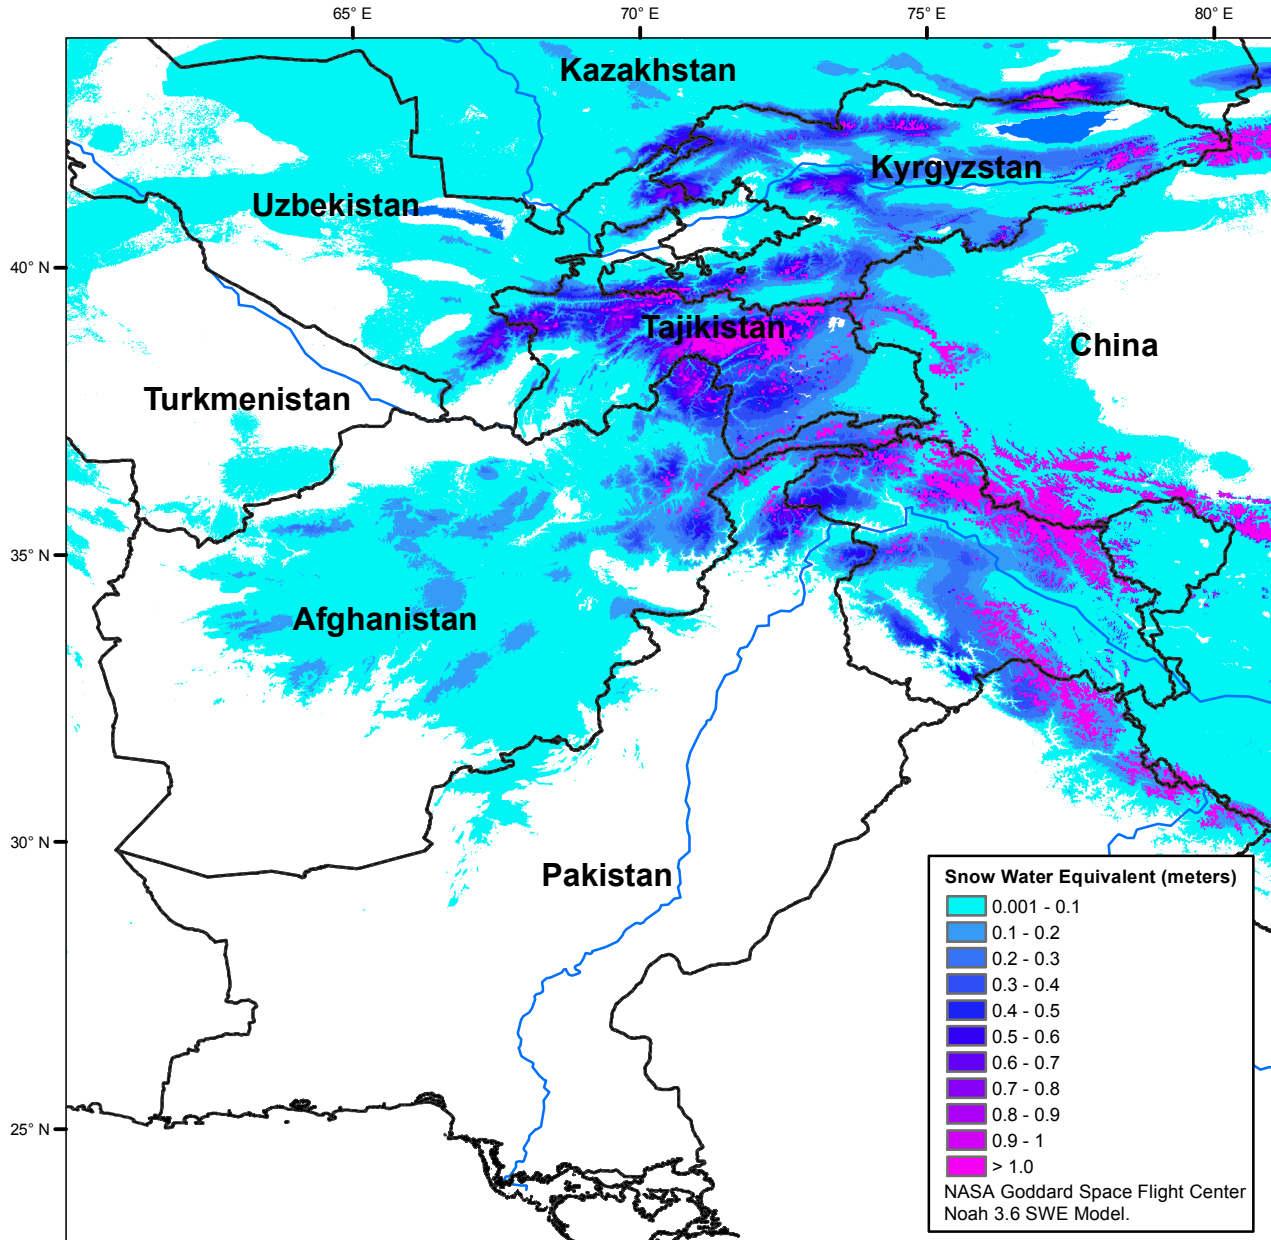 65° E
70° E
75° E
80° E
Kazakhstan
Kyrgyzstan
Uzbekistan
40° N
Tajikistan
China
Turkmenistan
35° N
Afghanistan
30° N
Pakistan
25° N
Snow Water Equivalent (meters)
0.001 - 0.1
0.1 - 0.2
0.2 - 0.3
0.3 - 0.4
0.4 - 0.5
0.5 - 0.6
0.6 - 0.7
0.7 - 0.8
0.8 - 0.9
0.9 - 1
> 1.0
NASA Goddard Space Flight Center
Noah 3.6 SWE Model.